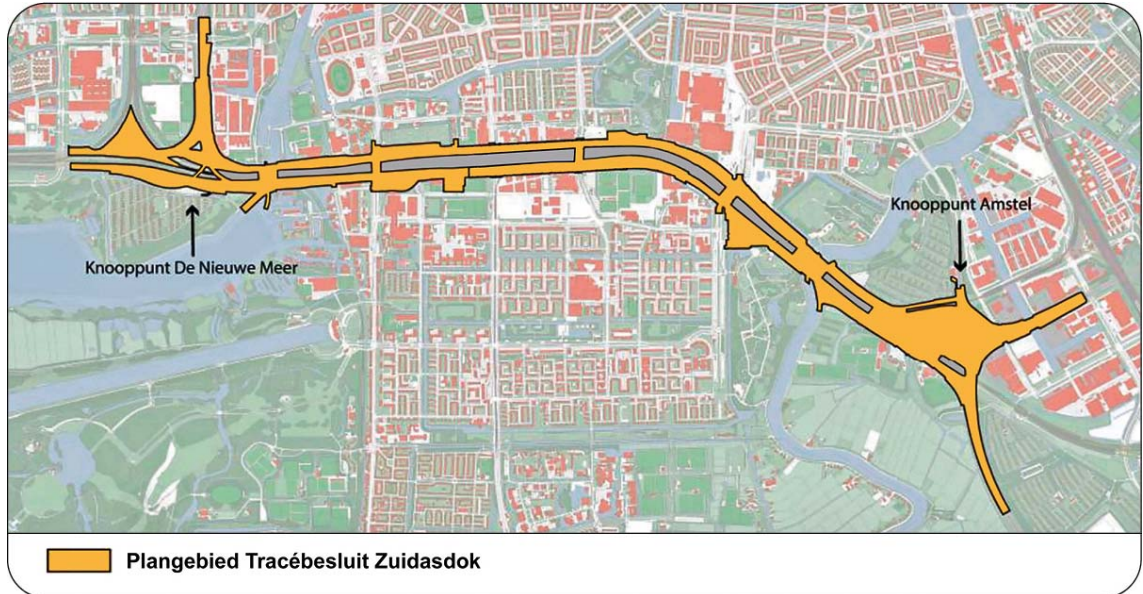 Knooppunt De Nieuwe Meer
Knooppunt Amstel
Plangebied Tracébesluit Zuidasdok